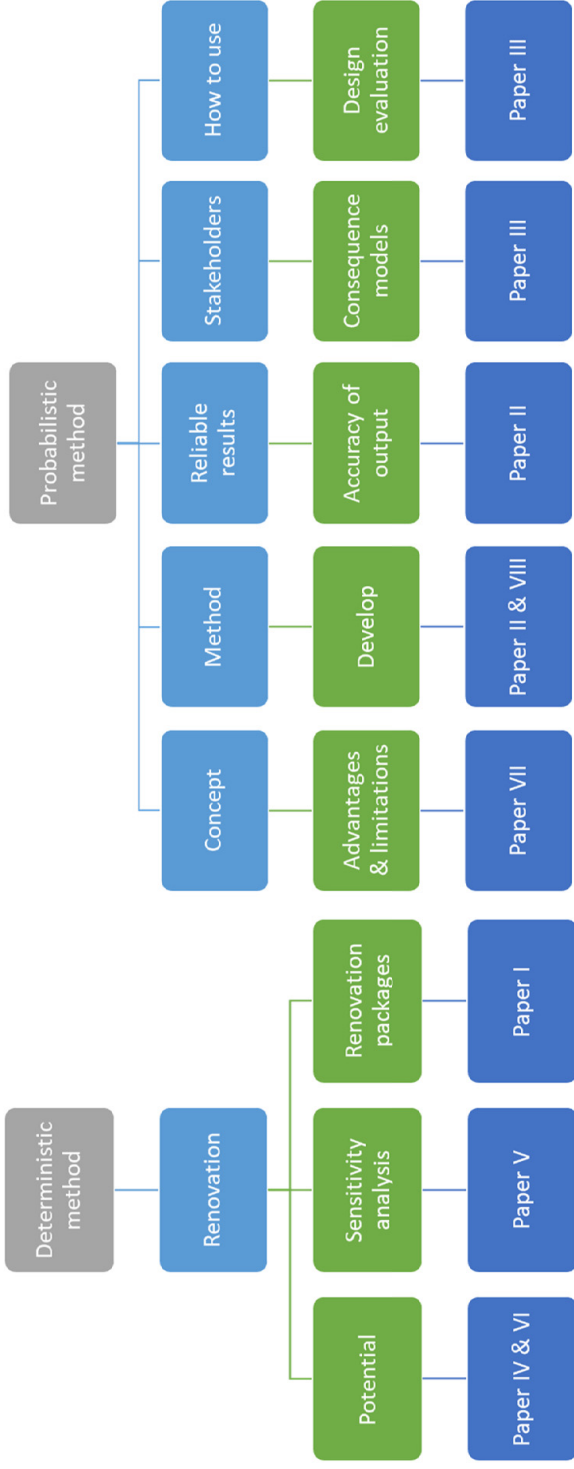 Deterministic
method
Renovation
Potential
Sensitivity
analysis
Renovation
packages
Paper IV & VI
Paper V
Paper I
Probabilistic
method
Concept
Method
Reliable
results
Stakeholders
How to use
Advantages
& limitations
Develop
Accuracy of
output
Consequence
models
Design
evaluation
Paper VII
Paper II & VIII
Paper II
Paper III
Paper III